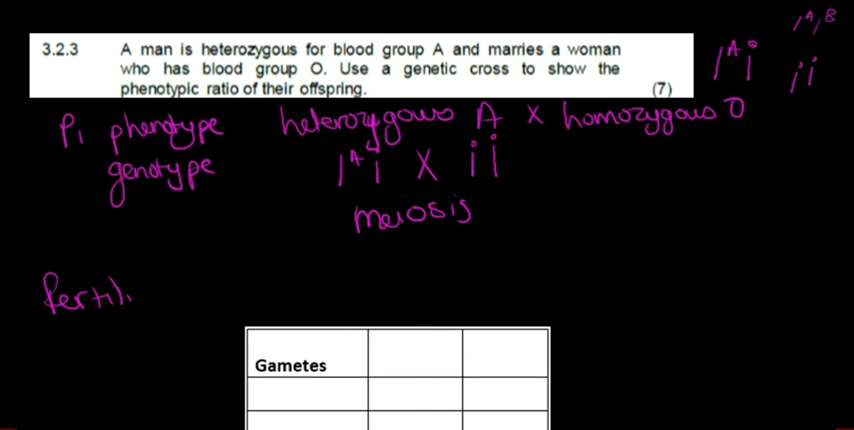 I^A I^B
3.2.3 A man is heterozygous for blood group A and marries a woman
who has blood group O. Use a genetic cross to show the
phenotypic ratio of their offspring. (7)
I^A i ii
P1 phenotype heterozygous A x homozygous O
genotype I^A i x ii
meiosis
fertili
Gametes